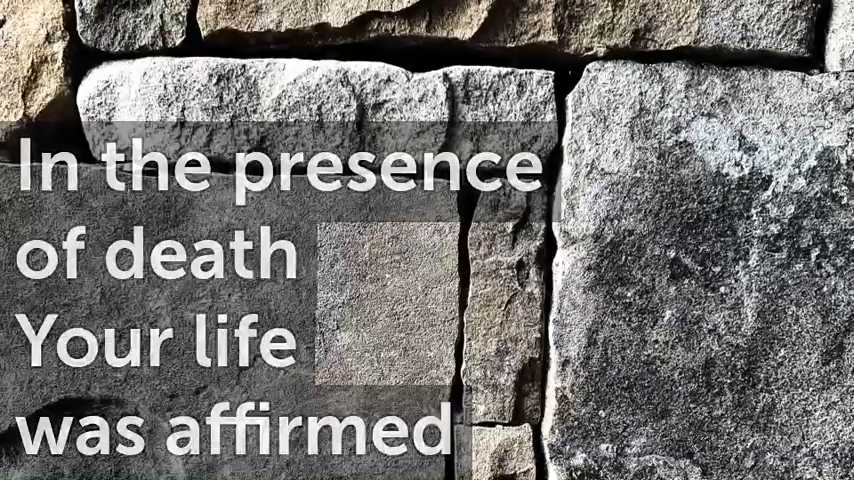 In the presence
of death
Your life
was affirmed